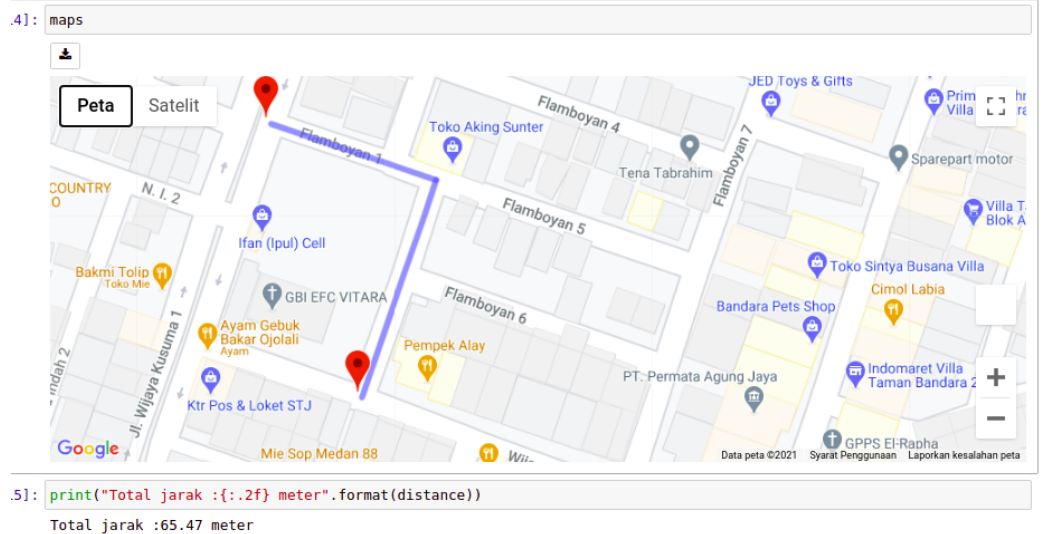 .4]: maps
Peta Satelit
JED Toys & Gifts
Flamboyan 4
Flamboyan 7
Toko Aking Sunter
Flamboyan 1
Tena Tabrahim
Sparepart motor
COUNTRY
O
N. I. 2
Flamboyan 5
Villa T
Blok A
Ifan (Ipul) Cell
Bakmi Tolip
Toko Mie
GBI EFC VITARA
Toko Sintya Busana Villa
Cimol Labia
Flamboyan 6
Bandara Pets Shop
Ayam Gebuk
Bakar Ojolali
Ayam
Jl. Wijaya Kusuma 1
Pempek Alay
PT. Permata Agung Jaya
Indomaret Villa
Taman Bandara 2
Indah 2
Ktr Pos & Loket STJ
+
−
Google
Mie Sop Medan 88
GPPS El-Rapha
Data peta ©2021 Syarat Penggunaan Laporkan kesalahan peta
.5]: print("Total jarak :{:.2f} meter".format(distance))
Total jarak :65.47 meter